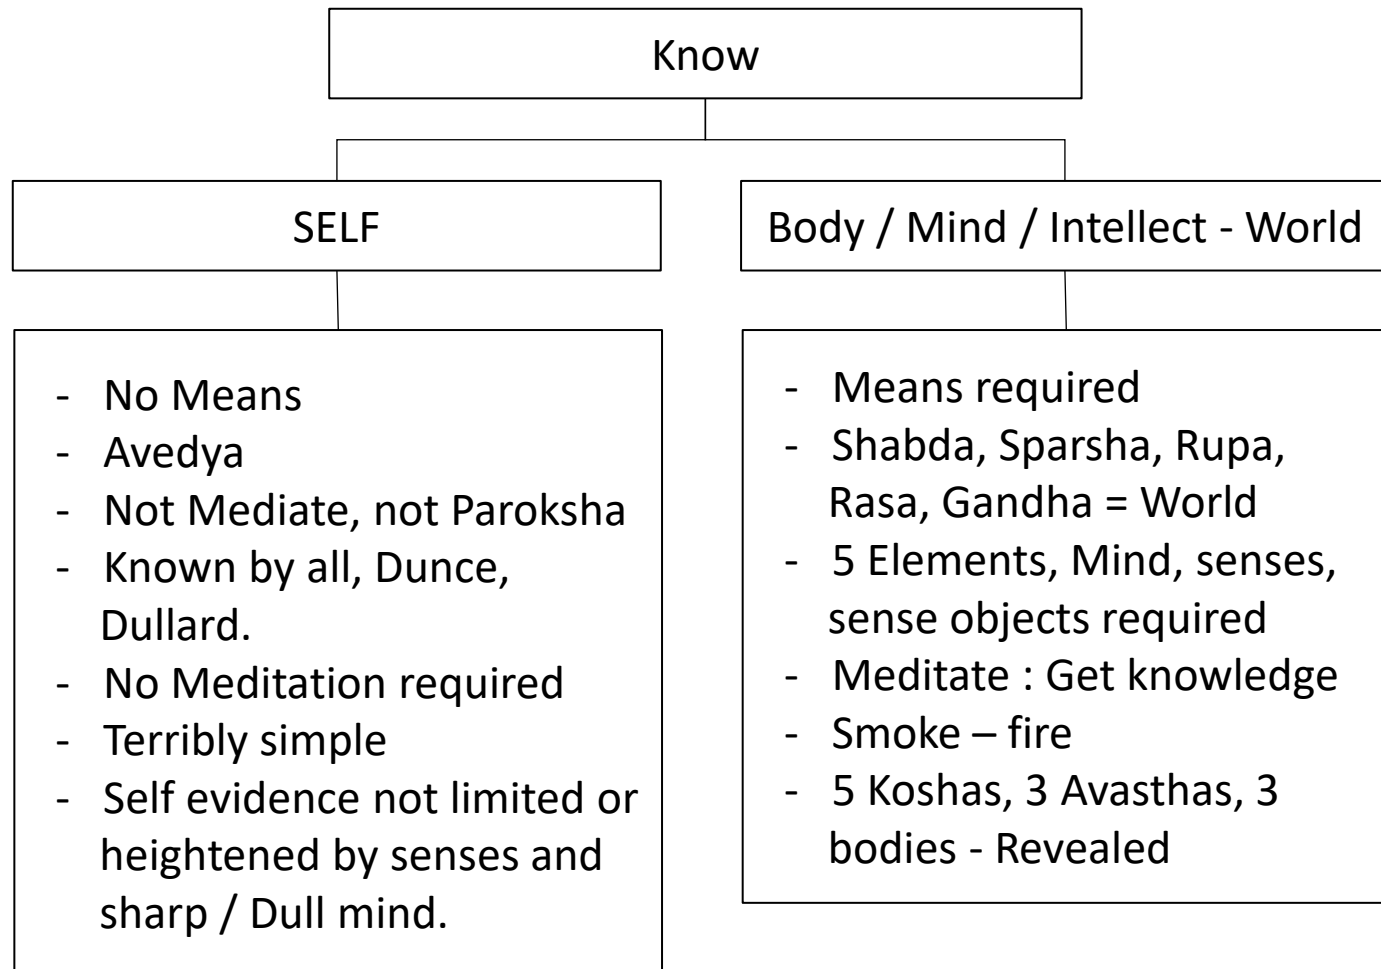 Know
SELF
Body / Mind / Intellect - World
- No Means
- Avedya
- Not Mediate, not Paroksha
- Known by all, Dunce,
Dullard.
- No Meditation required
- Terribly simple
- Self evidence not limited or
heightened by senses and
sharp / Dull mind.
- Means required
- Shabda, Sparsha, Rupa,
Rasa, Gandha = World
- 5 Elements, Mind, senses,
sense objects required
- Meditate : Get knowledge
- Smoke – fire
- 5 Koshas, 3 Avasthas, 3
bodies - Revealed